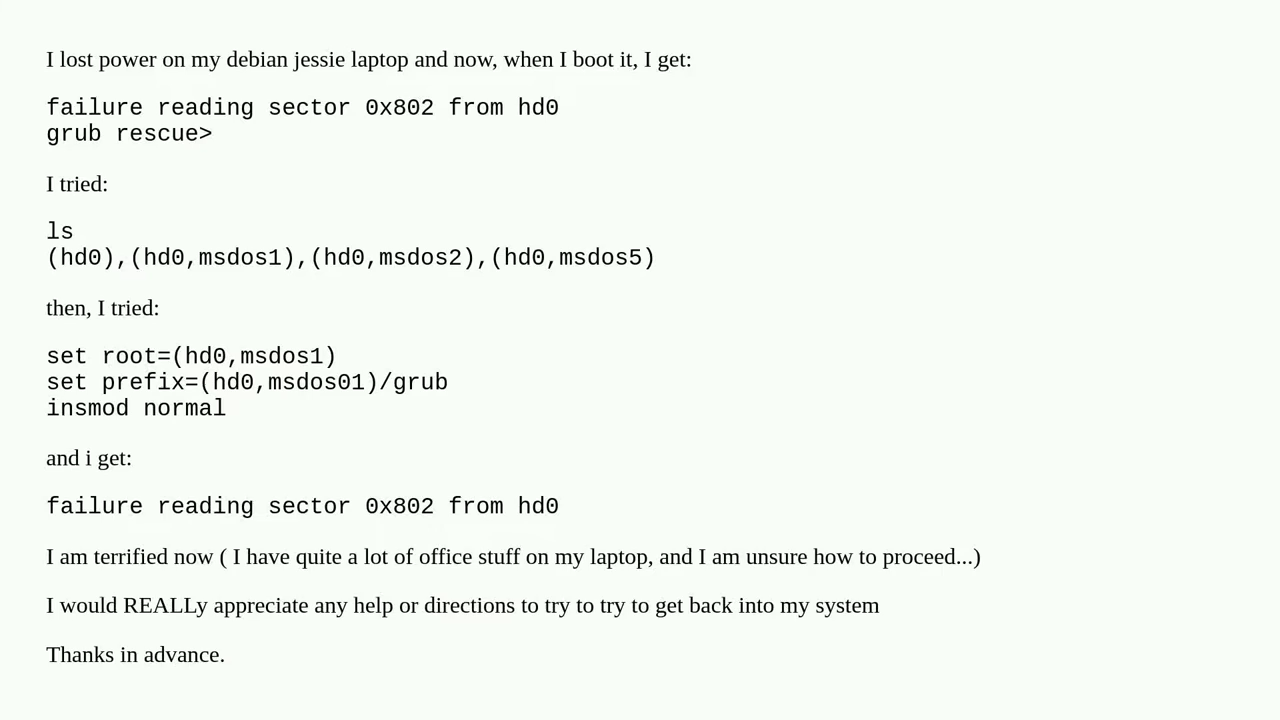 I lost power on my debian jessie laptop and now, when I boot it, I get:
failure reading sector 0x802 from hd0
grub rescue>
I tried:
ls
(hd0),(hd0,msdos1),(hd0,msdos2),(hd0,msdos5)
then, I tried:
set root=(hd0,msdos1)
set prefix=(hd0,msdos01)/grub
insmod normal
and i get:
failure reading sector 0x802 from hd0
I am terrified now ( I have quite a lot of office stuff on my laptop, and I am unsure how to proceed...)
I would REALLy appreciate any help or directions to try to try to get back into my system
Thanks in advance.